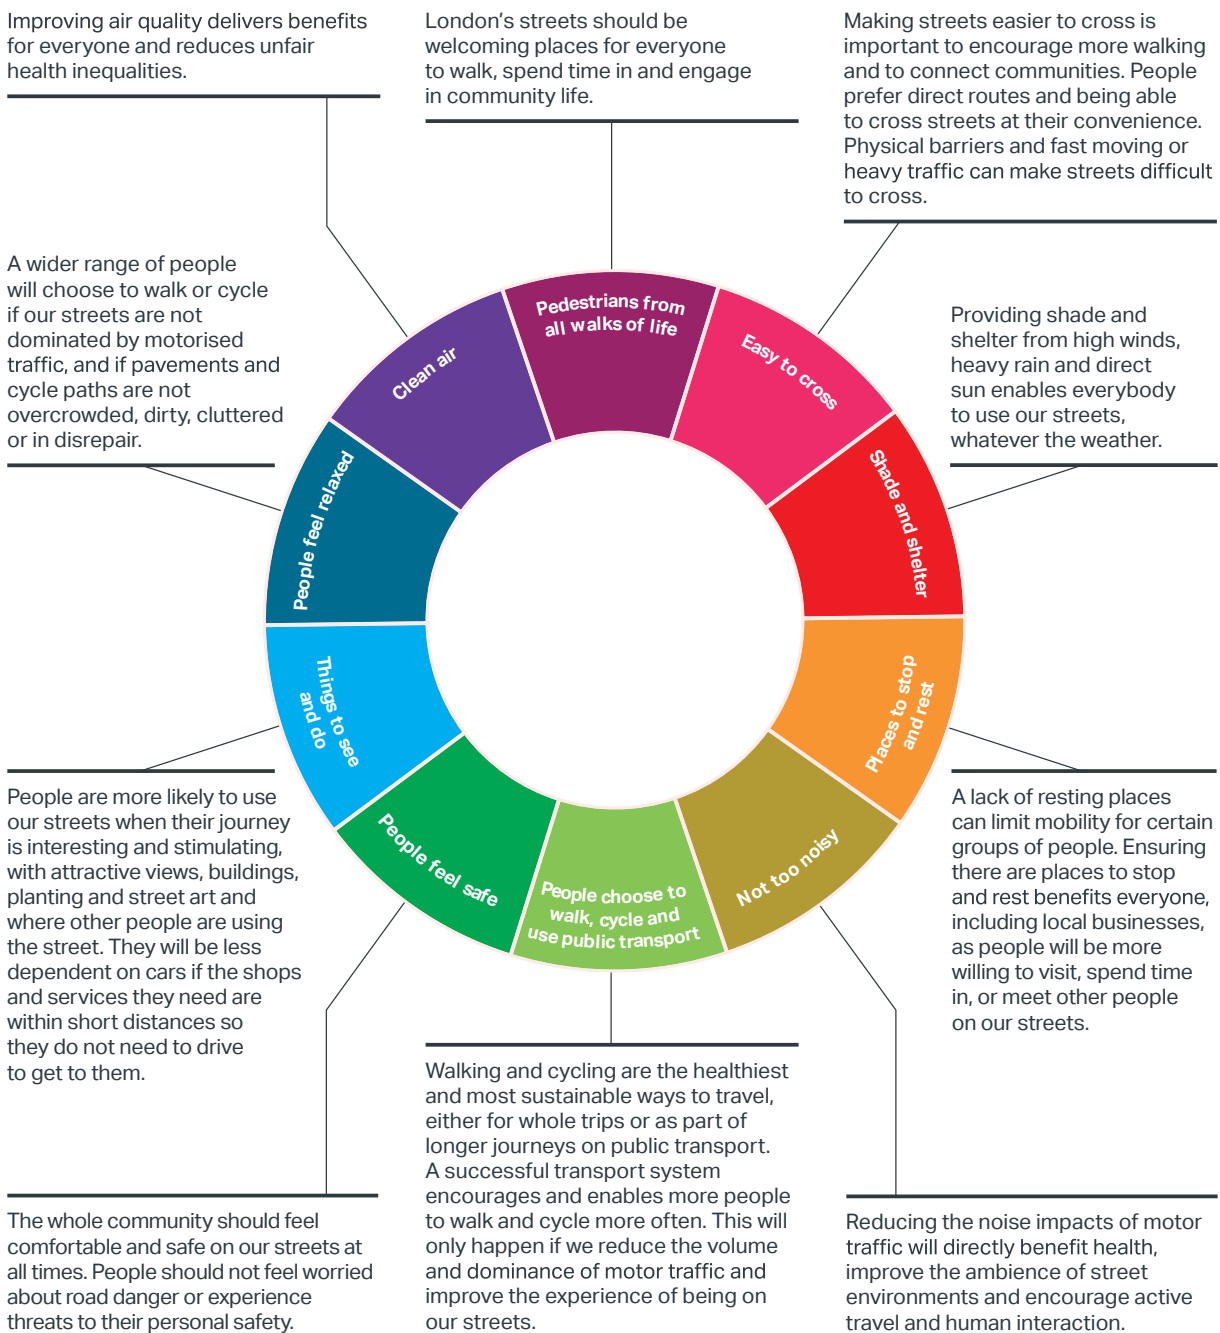 Improving air quality delivers benefits
for everyone and reduces unfair
health inequalities.
London’s streets should be
welcoming places for everyone
to walk, spend time in and engage
in community life.
Making streets easier to cross is
important to encourage more walking
and to connect communities. People
prefer direct routes and being able
to cross streets at their convenience.
Physical barriers and fast moving or
heavy traffic can make streets difficult
to cross.
A wider range of people
will choose to walk or cycle
if our streets are not
dominated by motorised
traffic, and if pavements and
cycle paths are not
overcrowded, dirty, cluttered
or in disrepair.
Providing shade and
shelter from high winds,
heavy rain and direct
sun enables everybody
to use our streets,
whatever the weather.
Pedestrians from
all walks of life
Easy to cross
Shade and shelter
Places to stop
and rest
Not too noisy
People choose to
walk, cycle and
use public transport
People feel safe
Things to see
and do
People feel relaxed
Clean air
People are more likely to use
our streets when their journey
is interesting and stimulating,
with attractive views, buildings,
planting and street art and
where other people are using
the street. They will be less
dependent on cars if the shops
and services they need are
within short distances so
they do not need to drive
to get to them.
A lack of resting places
can limit mobility for certain
groups of people. Ensuring
there are places to stop
and rest benefits everyone,
including local businesses,
as people will be more
willing to visit, spend time
in, or meet other people
on our streets.
The whole community should feel
comfortable and safe on our streets at
all times. People should not feel worried
about road danger or experience
threats to their personal safety.
Walking and cycling are the healthiest
and most sustainable ways to travel,
either for whole trips or as part of
longer journeys on public transport.
A successful transport system
encourages and enables more people
to walk and cycle more often. This will
only happen if we reduce the volume
and dominance of motor traffic and
improve the experience of being on
our streets.
Reducing the noise impacts of motor
traffic will directly benefit health,
improve the ambience of street
environments and encourage active
travel and human interaction.